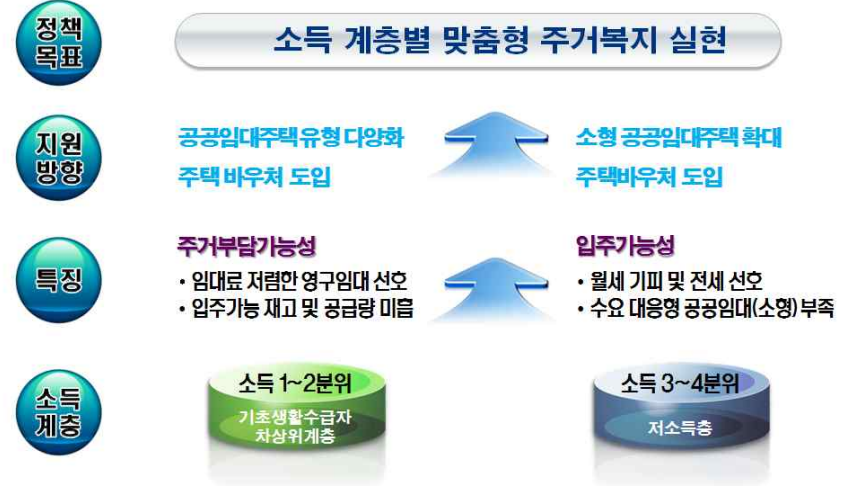 정책
목표
소득 계층별 맞춤형 주거복지 실현
지원
방향
공공임대주택 유형 다양화
주택 바우처 도입
소형 공공임대주택 확대
주택바우처 도입
특징
주거부담가능성
• 임대료 저렴한 영구임대 선호
• 입주가능 재고 및 공급량 미흡
입주가능성
• 월세 기피 및 전세 선호
• 수요 대응형 공공임대(소형) 부족
소득
계층
소득 1~2분위
기초생활수급자
차상위계층
소득 3~4분위
저소득층